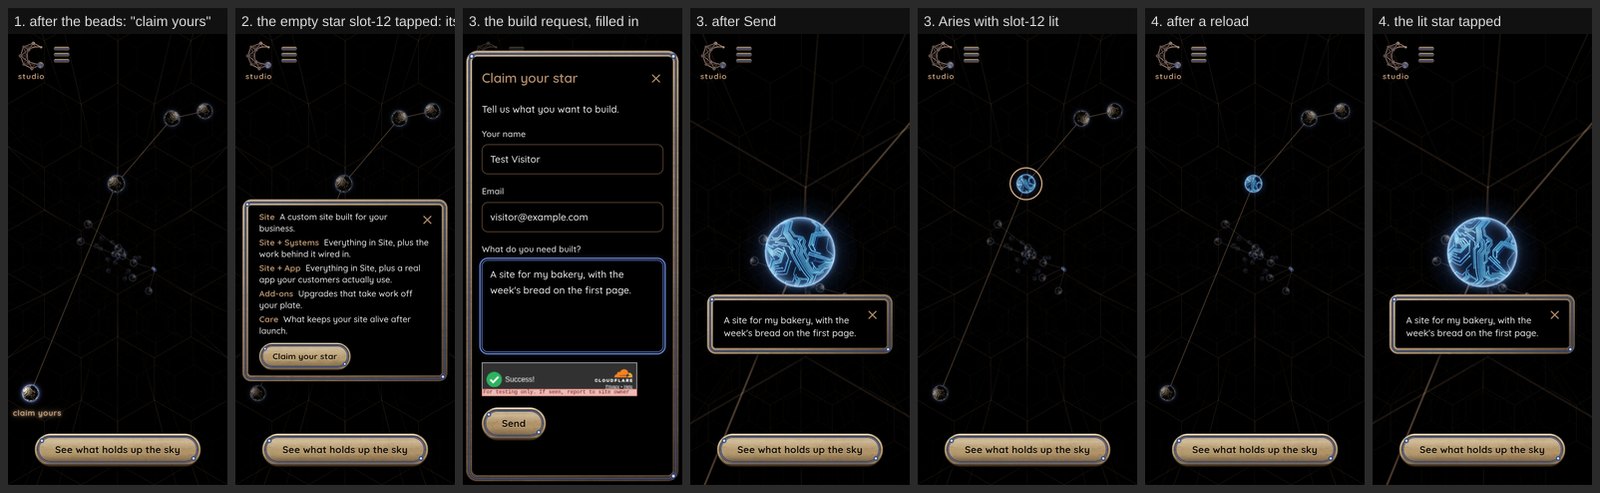 1. after the beads: "claim yours"
studio
claim yours
See what holds up the sky
2. the empty star slot-12 tapped: its
studio
Site A custom site built for your
business.
Site + Systems Everything in Site, plus the
work behind it wired in.
Site + App Everything in Site, plus a real
app your customers actually use.
Add-ons Upgrades that take work off
your plate.
Care What keeps your site alive after
launch.
Claim your star
See what holds up the sky
3. the build request, filled in
Claim your star
Tell us what you want to build.
Your name
Test Visitor
Email
visitor@example.com
What do you need built?
A site for my bakery, with the
week's bread on the first page.
Success!
CLOUDFLARE
Privacy • Help
For testing only. If seen, report to site owner
Send
3. after Send
studio
A site for my bakery, with the
week's bread on the first page.
See what holds up the sky
3. Aries with slot-12 lit
studio
See what holds up the sky
4. after a reload
studio
See what holds up the sky
4. the lit star tapped
studio
A site for my bakery, with the
week's bread on the first page.
See what holds up the sky